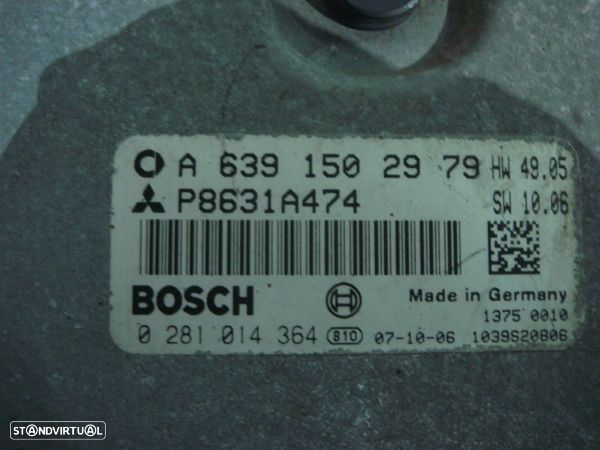 A 639 150 29 79 HW 49.05
P8631A474 SW 10.06
BOSCH Made in Germany
1375 0010
0 281 014 364 810 07-10-06 1039S20806
STANDVIRTUAL